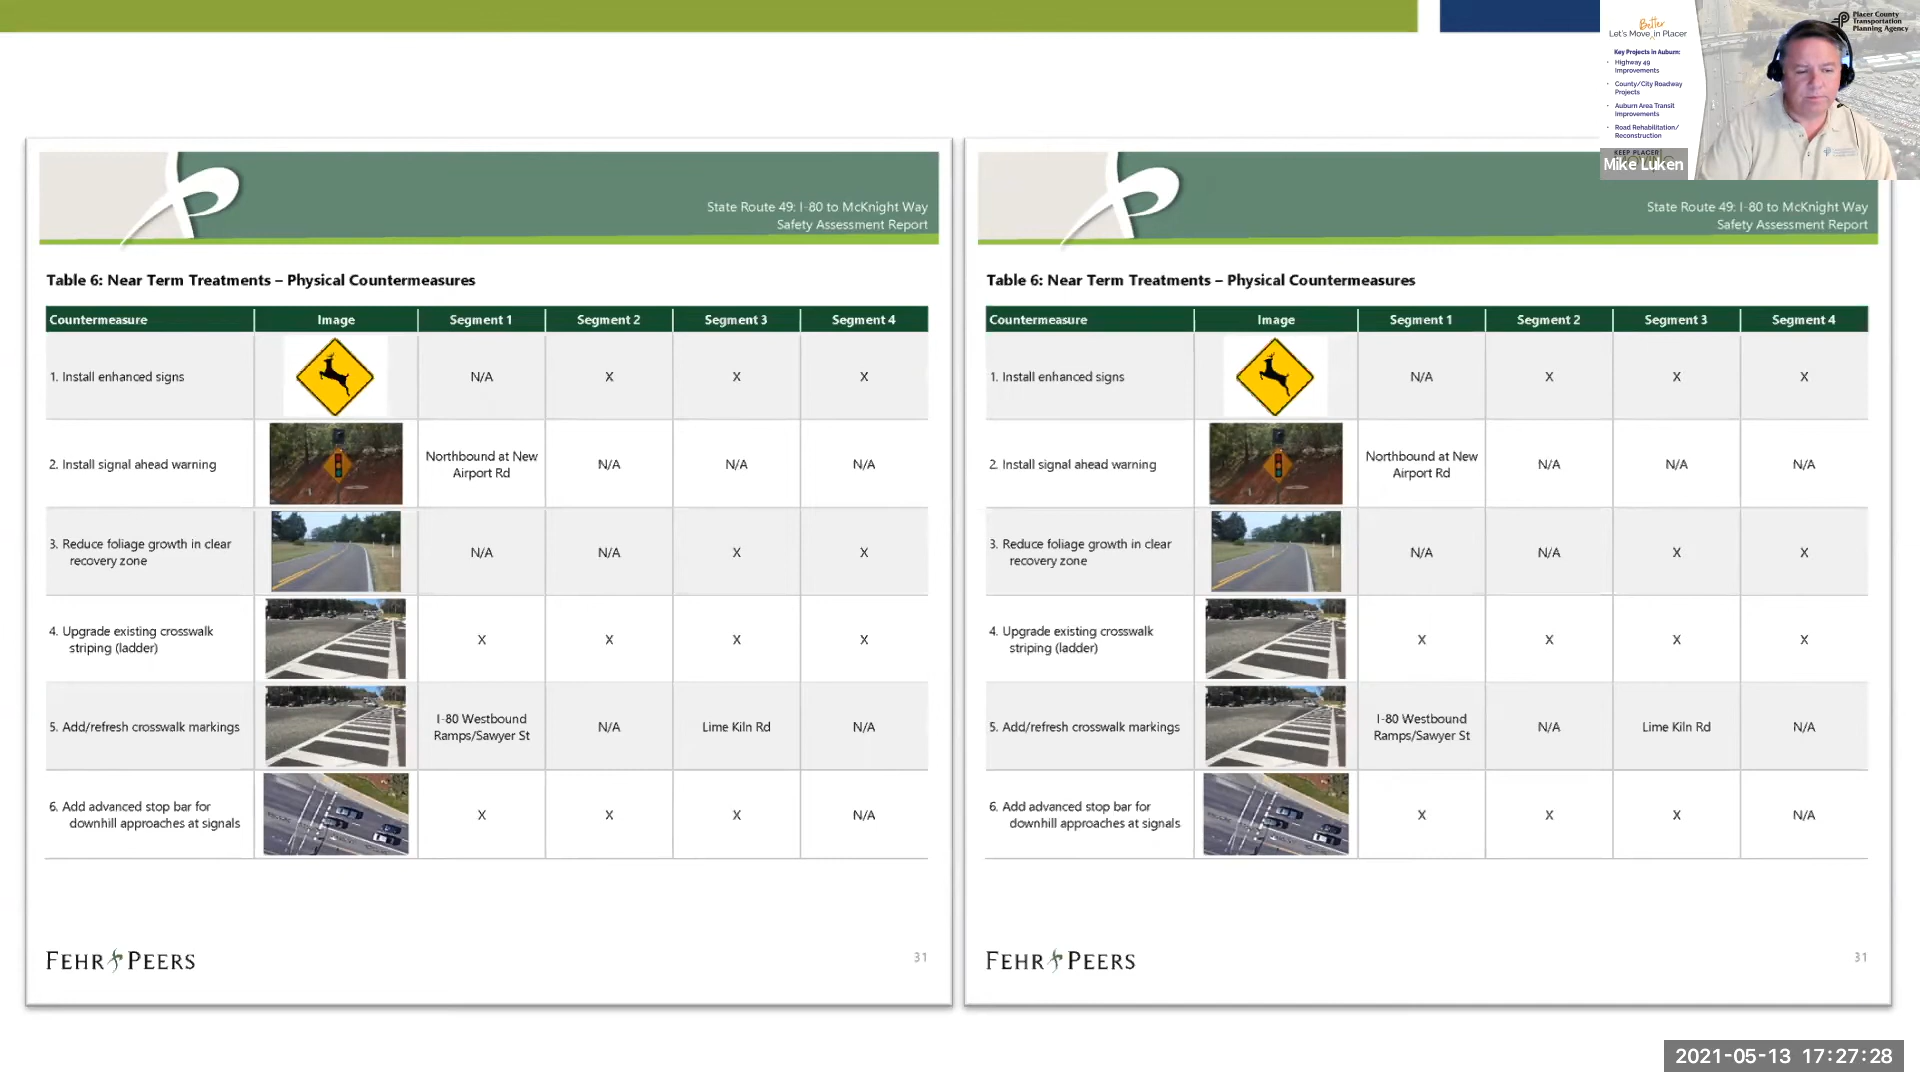 Better
Let's Move in Placer
Key Projects in Auburn:
• Highway 49
Improvements
• County/City Roadway
Projects
• Auburn Area Transit
Improvements
• Road Rehabilitation/
Reconstruction
KEEP PLACER
MOVING
Placer County
Transportation
Planning Agency
Mike Luken
State Route 49: I-80 to McKnight Way
Safety Assessment Report
Table 6: Near Term Treatments – Physical Countermeasures
Countermeasure Image Segment 1 Segment 2 Segment 3 Segment 4
1. Install enhanced signs N/A X X X
2. Install signal ahead warning Northbound at New N/A N/A N/A
Airport Rd
3. Reduce foliage growth in clear N/A N/A X X
recovery zone
4. Upgrade existing crosswalk X X X X
striping (ladder)
5. Add/refresh crosswalk markings I-80 Westbound N/A Lime Kiln Rd N/A
Ramps/Sawyer St
6. Add advanced stop bar for X X X N/A
downhill approaches at signals
FEHR PEERS 31
State Route 49: I-80 to McKnight Way
Safety Assessment Report
Table 6: Near Term Treatments – Physical Countermeasures
Countermeasure Image Segment 1 Segment 2 Segment 3 Segment 4
1. Install enhanced signs N/A X X X
2. Install signal ahead warning Northbound at New N/A N/A N/A
Airport Rd
3. Reduce foliage growth in clear N/A N/A X X
recovery zone
4. Upgrade existing crosswalk X X X X
striping (ladder)
5. Add/refresh crosswalk markings I-80 Westbound N/A Lime Kiln Rd N/A
Ramps/Sawyer St
6. Add advanced stop bar for X X X N/A
downhill approaches at signals
FEHR PEERS 31
2021-05-13 17:27:28